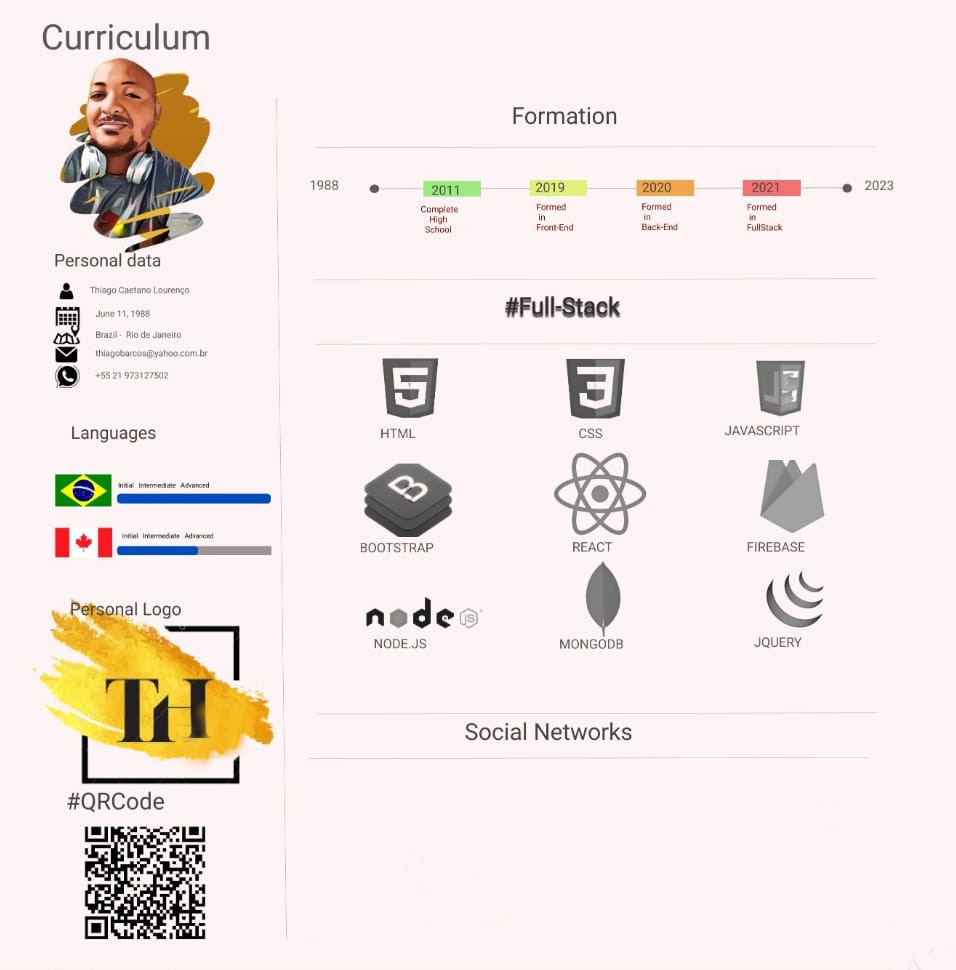 Curriculum
Personal data
Thiago Caetano Lourenço
June 11, 1988
Brazil - Rio de Janeiro
thiagobarcos@yahoo.com.br
+55 21 973127502
Languages
Initial Intermediate Advanced
Initial Intermediate Advanced
Personal Logo
TH
#QRCode
Formation
1988
2011
2019
2020
2021
2023
Complete
High
School
Formed
in
Front-End
Formed
in
Back-End
Formed
in
FullStack
#Full-Stack
5
3
JS
HTML
CSS
JAVASCRIPT
B
BOOTSTRAP
REACT
FIREBASE
node
JS
NODE.JS
MONGODB
JQUERY
Social Networks